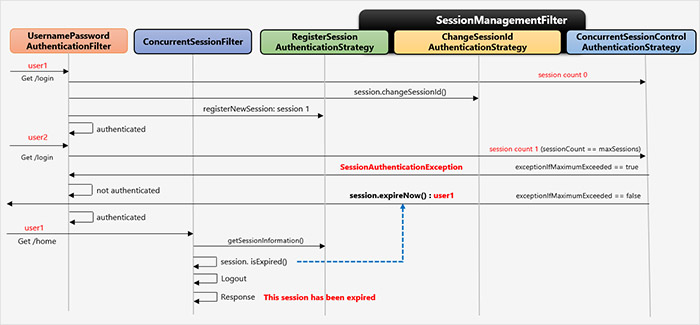 SessionManagementFilter
UsernamePassword
AuthenticationFilter
ConcurrentSessionFilter
RegisterSession
AuthenticationStrategy
ChangeSessionId
AuthenticationStrategy
ConcurrentSessionControl
AuthenticationStrategy
user1
Get /login
session count 0
session.changeSessionId()
registerNewSession: session 1
authenticated
user2
Get /login
session count 1 (sessionCount == maxSessions)
SessionAuthenticationException
exceptionIfMaximumExceeded == true
not authenticated
session.expireNow() : user1
exceptionIfMaximumExceeded == false
authenticated
user1
Get /home
getSessionInformation()
session. isExpired()
Logout
Response
This session has been expired